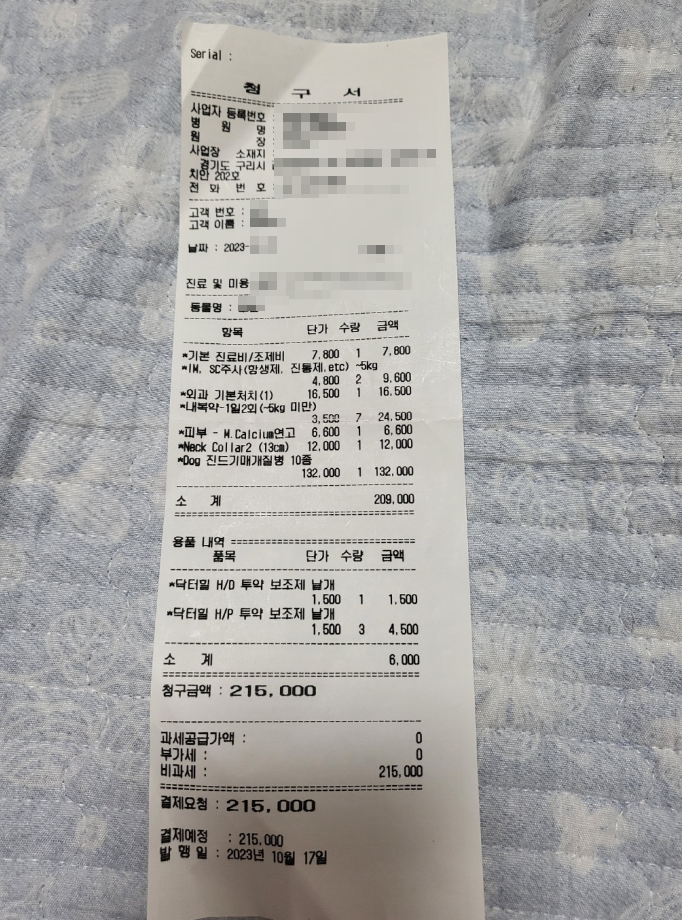 Serial :
청 구 서
사업자 등록번호
병 원 명
원 장
사업장 소재지
경기도 구리시
치안 202호
전 화 번 호 :
고객 번호 :
고객 이름 :
날짜 : 2023-
진료 및 미용
동물명 :
항목 단가 수량 금액
*기본 진료비/조제비 7,800 1 7,800
*IM, SC주사(항생제, 진통제,etc) ~5kg
4,800 2 9,600
*외과 기본처치(1) 16,500 1 16,500
*내복약-1일2회(~5kg 미만)
3,500 7 24,500
*피부 - M.Calcium연고 6,600 1 6,600
*Neck Collar2 (13cm) 12,000 1 12,000
*Dog 진드기매개질병 10종
132,000 1 132,000
소 계 209,000
용품 내역
품목 단가 수량 금액
*닥터힐 H/D 투약 보조제 낱개
1,500 1 1,500
*닥터힐 H/P 투약 보조제 낱개
1,500 3 4,500
소 계 6,000
청구금액 : 215,000
과세공급가액 : 0
부가세 : 0
비과세 : 215,000
결제요청 : 215,000
결제예정 : 215,000
발 행 일 : 2023년 10월 17일